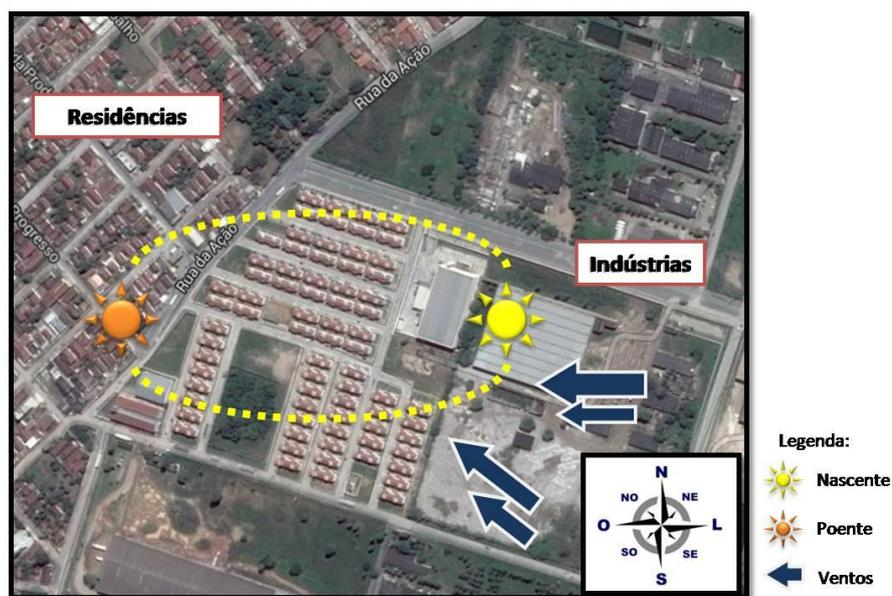 Rua da Ação
Residências
Progresso
Rua da Ação
Indústrias
N
NO
NE
O
L
SO
SE
S
Legenda:
Nascente
Poente
Ventos